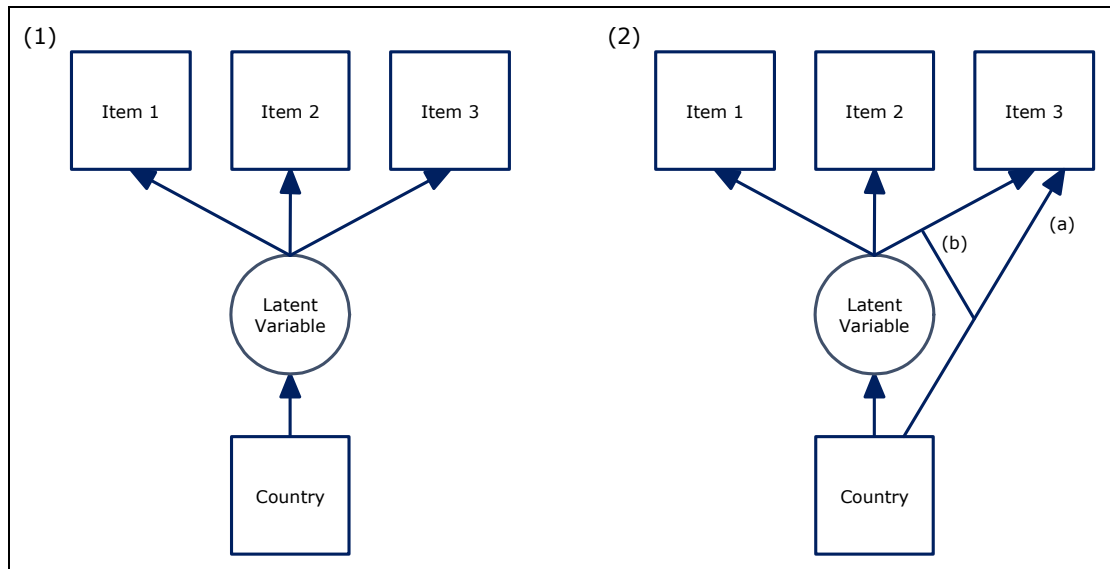 (1)
Item 1
Item 2
Item 3
Latent
Variable
Country
(2)
Item 1
Item 2
Item 3
(a)
(b)
Latent
Variable
Country